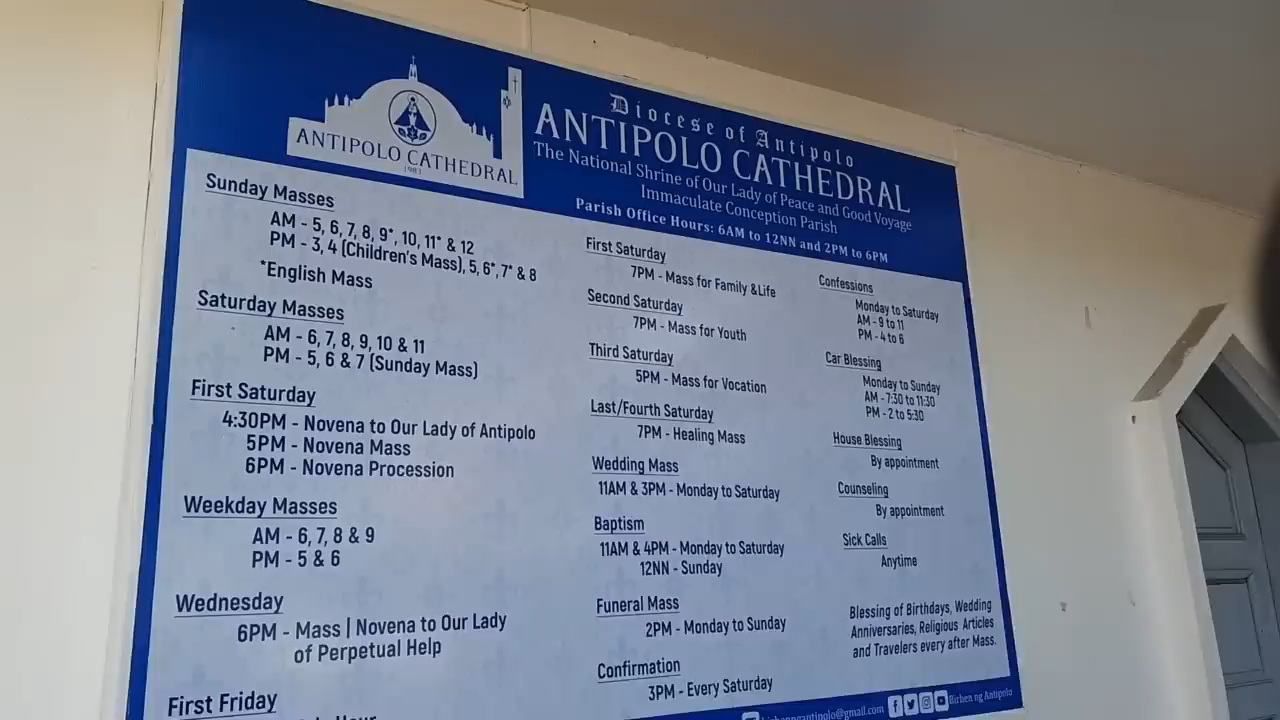 ANTIPOLO CATHEDRAL
1983
Diocese of Antipolo
ANTIPOLO CATHEDRAL
The National Shrine of Our Lady of Peace and Good Voyage
Immaculate Conception Parish
Parish Office Hours: 6AM to 12NN and 2PM to 6PM
Sunday Masses
AM - 5, 6, 7, 8, 9*, 10, 11* & 12
PM - 3, 4 (Children's Mass), 5, 6*, 7* & 8
*English Mass
Saturday Masses
AM - 6, 7, 8, 9, 10 & 11
PM - 5, 6 & 7 (Sunday Mass)
First Saturday
4:30PM - Novena to Our Lady of Antipolo
5PM - Novena Mass
6PM - Novena Procession
Weekday Masses
AM - 6, 7, 8 & 9
PM - 5 & 6
Wednesday
6PM - Mass | Novena to Our Lady
of Perpetual Help
First Friday
Hour
First Saturday
7PM - Mass for Family & Life
Second Saturday
7PM - Mass for Youth
Third Saturday
5PM - Mass for Vocation
Last/Fourth Saturday
7PM - Healing Mass
Wedding Mass
11AM & 3PM - Monday to Saturday
Baptism
11AM & 4PM - Monday to Saturday
12NN - Sunday
Funeral Mass
2PM - Monday to Sunday
Confirmation
3PM - Every Saturday
Confessions
Monday to Saturday
AM - 9 to 11
PM - 4 to 6
Car Blessing
Monday to Sunday
AM - 7:30 to 11:30
PM - 2 to 5:30
House Blessing
By appointment
Counseling
By appointment
Sick Calls
Anytime
Blessing of Birthdays, Wedding
Anniversaries, Religious Articles
and Travelers every after Mass.
birhenngantipolo@gmail.com Birhen ng Antipolo